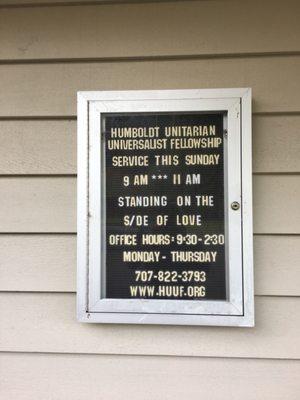 HUMBOLDT UNITARIAN
UNIVERSALIST FELLOWSHIP
SERVICE THIS SUNDAY
9 AM *** 11 AM
STANDING ON THE
S/DE OF LOVE
OFFICE HOURS: 9:30-2:30
MONDAY - THURSDAY
707-822-3793
WWW.HUUF.ORG